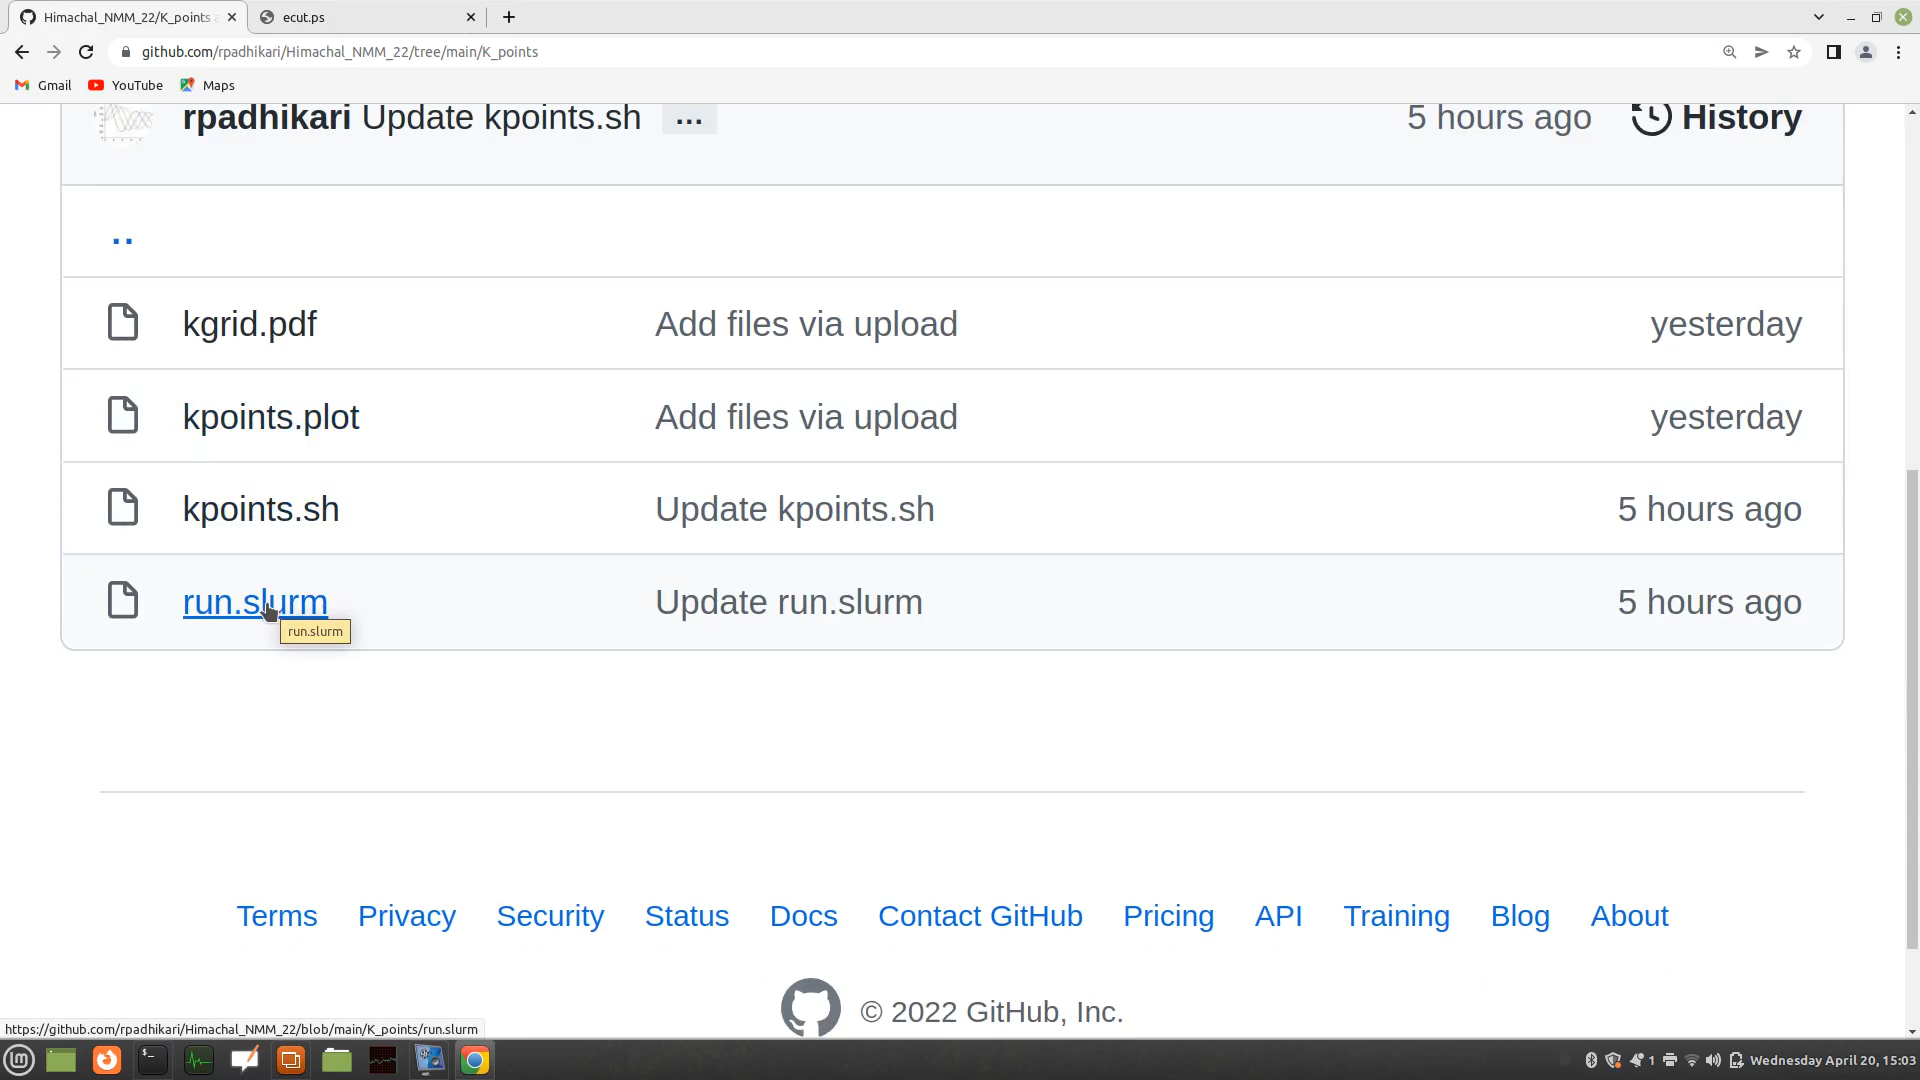 Himachal_NMM_22/K_points
ecut.ps
github.com/rpadhikari/Himachal_NMM_22/tree/main/K_points
Gmail YouTube Maps
rpadhikari Update kpoints.sh ... 5 hours ago History
..
kgrid.pdf Add files via upload yesterday
kpoints.plot Add files via upload yesterday
kpoints.sh Update kpoints.sh 5 hours ago
run.slurm Update run.slurm 5 hours ago
run.slurm
Terms Privacy Security Status Docs Contact GitHub Pricing API Training Blog About
© 2022 GitHub, Inc.
https://github.com/rpadhikari/Himachal_NMM_22/blob/main/K_points/run.slurm
1 Wednesday April 20, 15:03